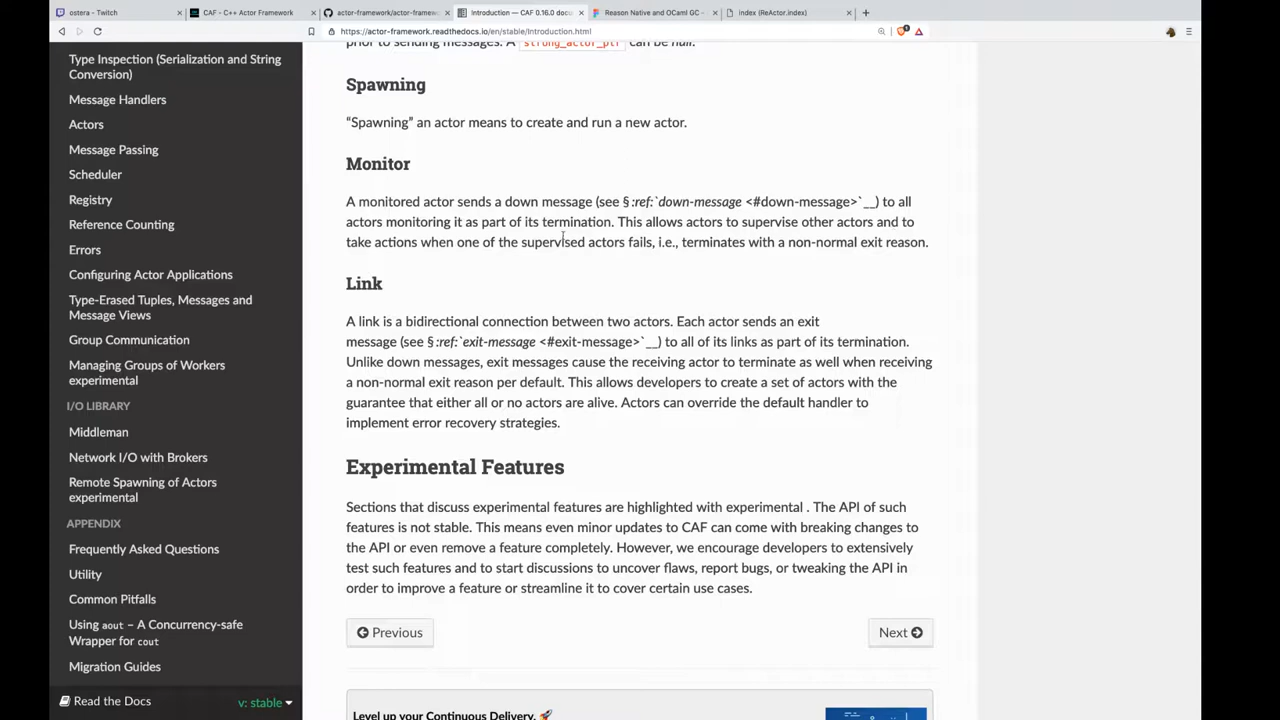 ostera - Twitch
CAF - C++ Actor Framework
actor-framework/actor-framew
Introduction — CAF 0.16.0 docu
Reason Native and OCaml GC –
index (ReActor.index)
https://actor-framework.readthedocs.io/en/stable/Introduction.html
Type Inspection (Serialization and String
Conversion)
Message Handlers
Actors
Message Passing
Scheduler
Registry
Reference Counting
Errors
Configuring Actor Applications
Type-Erased Tuples, Messages and
Message Views
Group Communication
Managing Groups of Workers
experimental
I/O LIBRARY
Middleman
Network I/O with Brokers
Remote Spawning of Actors
experimental
APPENDIX
Frequently Asked Questions
Utility
Common Pitfalls
Using aout – A Concurrency-safe
Wrapper for cout
Migration Guides
Read the Docs
v: stable
prior to sending messages. A strong_actor_ptr can be null.
Spawning
“Spawning” an actor means to create and run a new actor.
Monitor
A monitored actor sends a down message (see § :ref:`down-message <#down-message>`__) to all
actors monitoring it as part of its termination. This allows actors to supervise other actors and to
take actions when one of the supervised actors fails, i.e., terminates with a non-normal exit reason.
Link
A link is a bidirectional connection between two actors. Each actor sends an exit
message (see § :ref:`exit-message <#exit-message>`__) to all of its links as part of its termination.
Unlike down messages, exit messages cause the receiving actor to terminate as well when receiving
a non-normal exit reason per default. This allows developers to create a set of actors with the
guarantee that either all or no actors are alive. Actors can override the default handler to
implement error recovery strategies.
Experimental Features
Sections that discuss experimental features are highlighted with experimental . The API of such
features is not stable. This means even minor updates to CAF can come with breaking changes to
the API or even remove a feature completely. However, we encourage developers to extensively
test such features and to start discussions to uncover flaws, report bugs, or tweaking the API in
order to improve a feature or streamline it to cover certain use cases.
Previous
Next
Level up your Continuous Delivery. 🚀